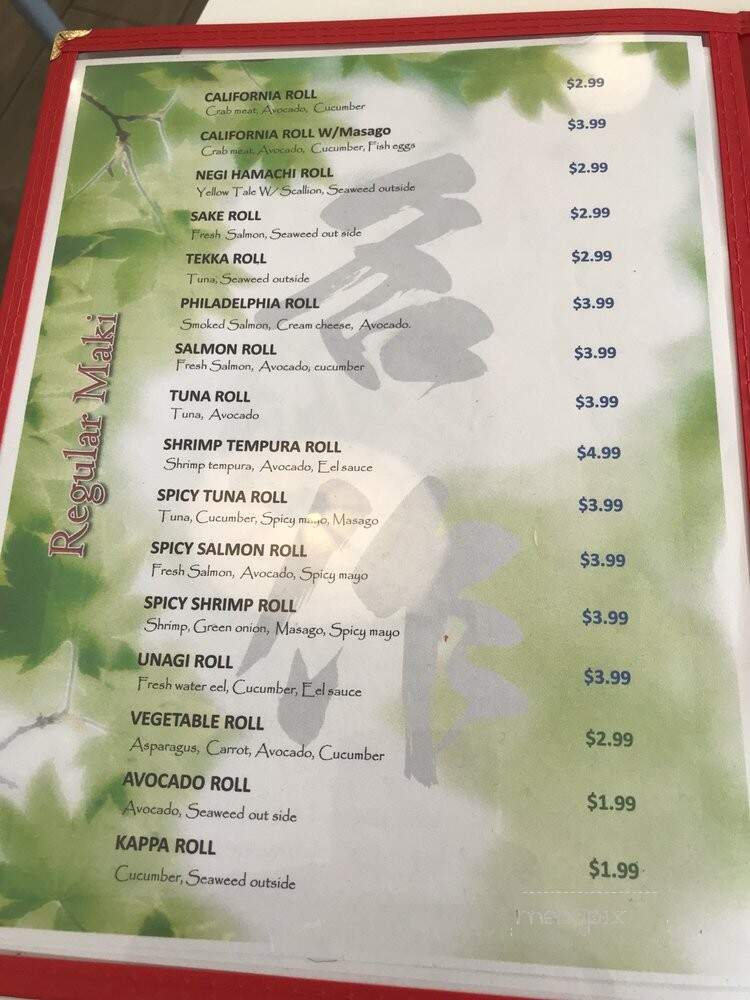 Regular Maki
CALIFORNIA ROLL $2.99
Crab meat, Avocado, Cucumber
CALIFORNIA ROLL W/Masago $3.99
Crab meat, Avocado, Cucumber, Fish eggs
NEGI HAMACHI ROLL $2.99
Yellow Tale W/ Scallion, Seaweed outside
SAKE ROLL $2.99
Fresh Salmon, Seaweed out side
TEKKA ROLL $2.99
Tuna, Seaweed outside
PHILADELPHIA ROLL $3.99
Smoked Salmon, Cream cheese, Avocado.
SALMON ROLL $3.99
Fresh Salmon, Avocado, cucumber
TUNA ROLL $3.99
Tuna, Avocado
SHRIMP TEMPURA ROLL $4.99
Shrimp tempura, Avocado, Eel sauce
SPICY TUNA ROLL $3.99
Tuna, Cucumber, Spicy mayo, Masago
SPICY SALMON ROLL $3.99
Fresh Salmon, Avocado, Spicy mayo
SPICY SHRIMP ROLL $3.99
Shrimp, Green onion, Masago, Spicy mayo
UNAGI ROLL $3.99
Fresh water eel, Cucumber, Eel sauce
VEGETABLE ROLL $2.99
Asparagus, Carrot, Avocado, Cucumber
AVOCADO ROLL $1.99
Avocado, Seaweed out side
KAPPA ROLL $1.99
Cucumber, Seaweed outside
menupix